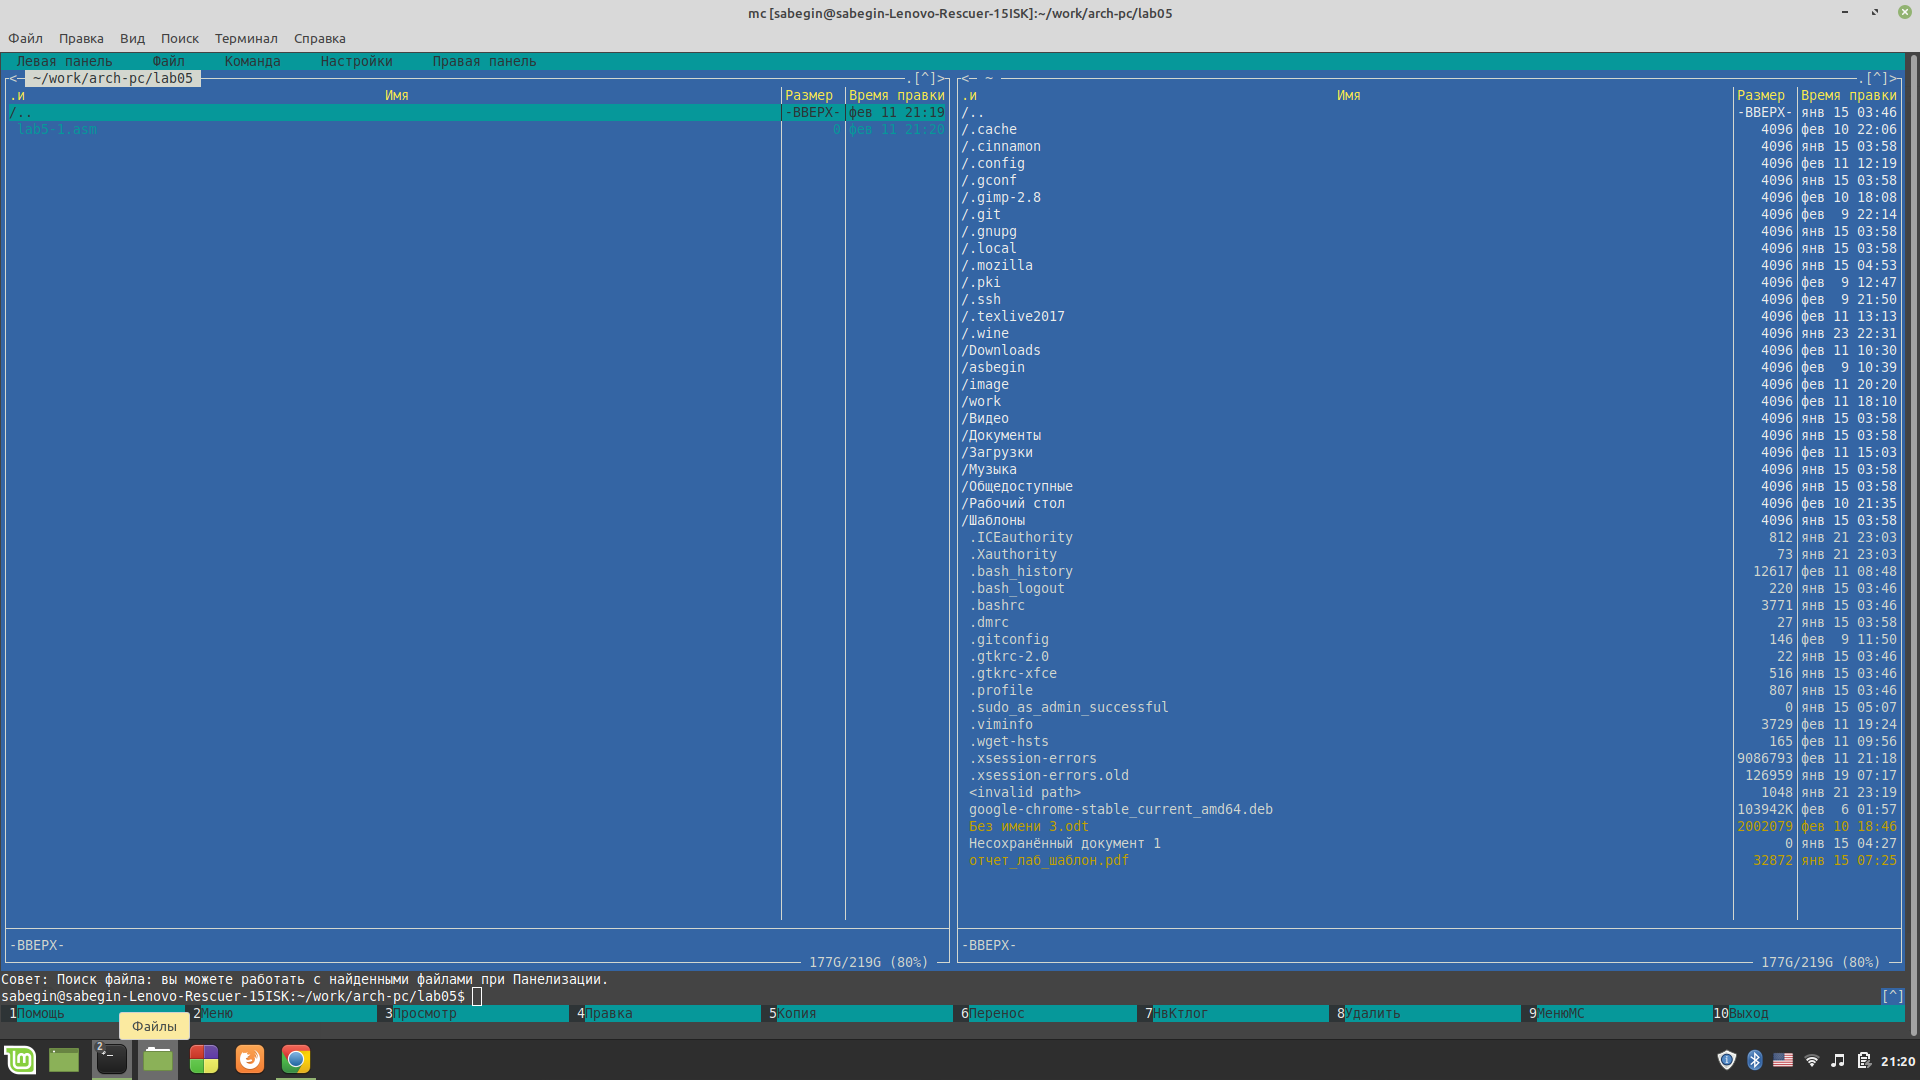 mc [sabegin@sabegin-Lenovo-Rescuer-15ISK]:~/work/arch-pc/lab05
Файл Правка Вид Поиск Терминал Справка
Левая панель Файл Команда Настройки Правая панель
<─ ~/work/arch-pc/lab05 .[^]>
.и Имя Размер Время правки
/.. -ВВЕРХ- фев 11 21:19
lab5-1.asm 0 фев 11 21:20
-ВВЕРХ-
177G/219G (80%)
<─ ~ .[^]>
.и Имя Размер Время правки
/.. -ВВЕРХ- янв 15 03:46
/.cache 4096 фев 10 22:06
/.cinnamon 4096 янв 15 03:58
/.config 4096 фев 11 12:19
/.gconf 4096 янв 15 03:58
/.gimp-2.8 4096 фев 10 18:08
/.git 4096 фев 9 22:14
/.gnupg 4096 янв 15 03:58
/.local 4096 янв 15 03:58
/.mozilla 4096 янв 15 04:53
/.pki 4096 фев 9 12:47
/.ssh 4096 фев 9 21:50
/.texlive2017 4096 фев 11 13:13
/.wine 4096 янв 23 22:31
/Downloads 4096 фев 11 10:30
/asbegin 4096 фев 9 10:39
/image 4096 фев 11 20:20
/work 4096 фев 11 18:10
/Видео 4096 янв 15 03:58
/Документы 4096 янв 15 03:58
/Загрузки 4096 фев 11 15:03
/Музыка 4096 янв 15 03:58
/Общедоступные 4096 янв 15 03:58
/Рабочий стол 4096 фев 10 21:35
/Шаблоны 4096 янв 15 03:58
.ICEauthority 812 янв 21 23:03
.Xauthority 73 янв 21 23:03
.bash_history 12617 фев 11 08:48
.bash_logout 220 янв 15 03:46
.bashrc 3771 янв 15 03:46
.dmrc 27 янв 15 03:58
.gitconfig 146 фев 9 11:50
.gtkrc-2.0 22 янв 15 03:46
.gtkrc-xfce 516 янв 15 03:46
.profile 807 янв 15 03:46
.sudo_as_admin_successful 0 янв 15 05:07
.viminfo 3729 фев 11 19:24
.wget-hsts 165 фев 11 09:56
.xsession-errors 9086793 фев 11 21:18
.xsession-errors.old 126959 янв 19 07:17
<invalid path> 1048 янв 21 23:19
google-chrome-stable_current_amd64.deb 103942K фев 6 01:57
Без имени 3.odt 2002079 фев 10 18:46
Несохранённый документ 1 0 янв 15 04:27
отчет_лаб_шаблон.pdf 32872 янв 15 07:25
-ВВЕРХ-
177G/219G (80%)
Совет: Поиск файла: вы можете работать с найденными файлами при Панелизации.
sabegin@sabegin-Lenovo-Rescuer-15ISK:~/work/arch-pc/lab05$ [^]
1Помощь 2Меню 3Просмотр 4Правка 5Копия 6Перенос 7НвКтлог 8Удалить 9МенюМС 10Выход
Файлы
2
21:20